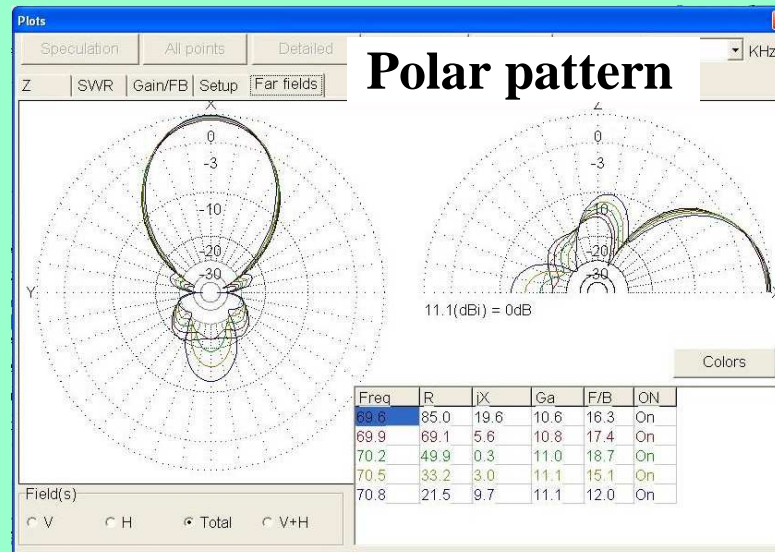 Plots
Speculation All points Detailed
Polar pattern
KHz
Z SWR Gain/FB Setup Far fields
X
0
-3
-10
-20
-30
Y
Z
0
-3
-10
-20
-30
X
11.1(dBi) = 0dB
Colors
Freq R jX Ga F/B ON
69.6 85.0 19.6 10.6 16.3 On
69.9 69.1 5.6 10.8 17.4 On
70.2 49.9 0.3 11.0 18.7 On
70.5 33.2 3.0 11.1 15.1 On
70.8 21.5 9.7 11.1 12.0 On
Field(s)
V H Total V+H